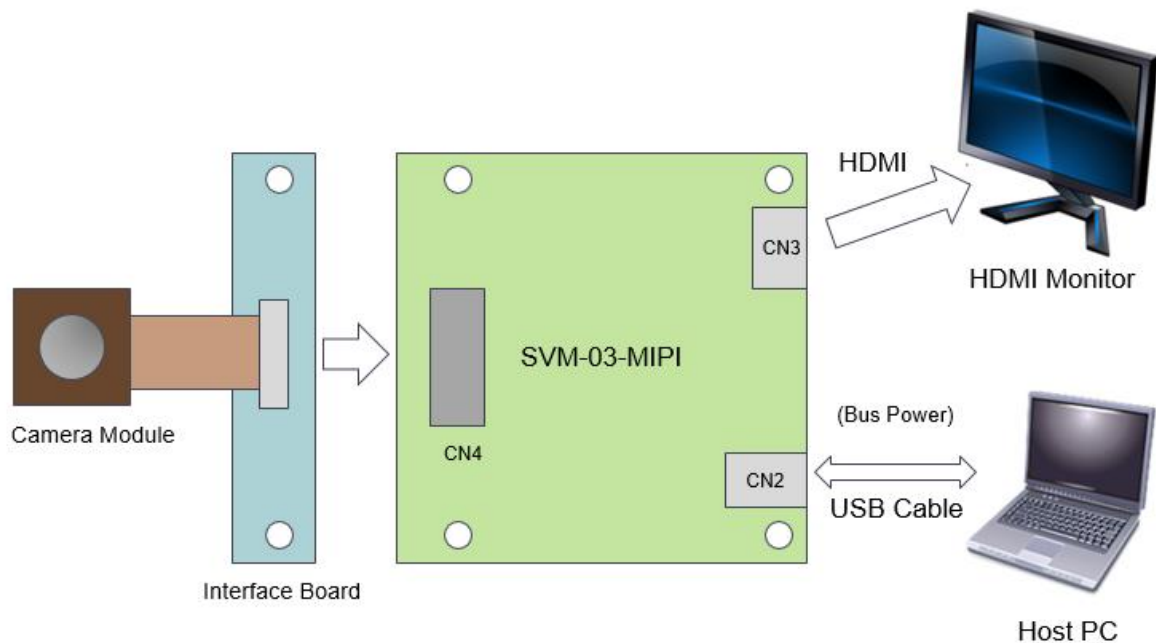 HDMI
HDMI Monitor
CN3
SVM-03-MIPI
CN4
Camera Module
Interface Board
(Bus Power)
CN2
USB Cable
Host PC